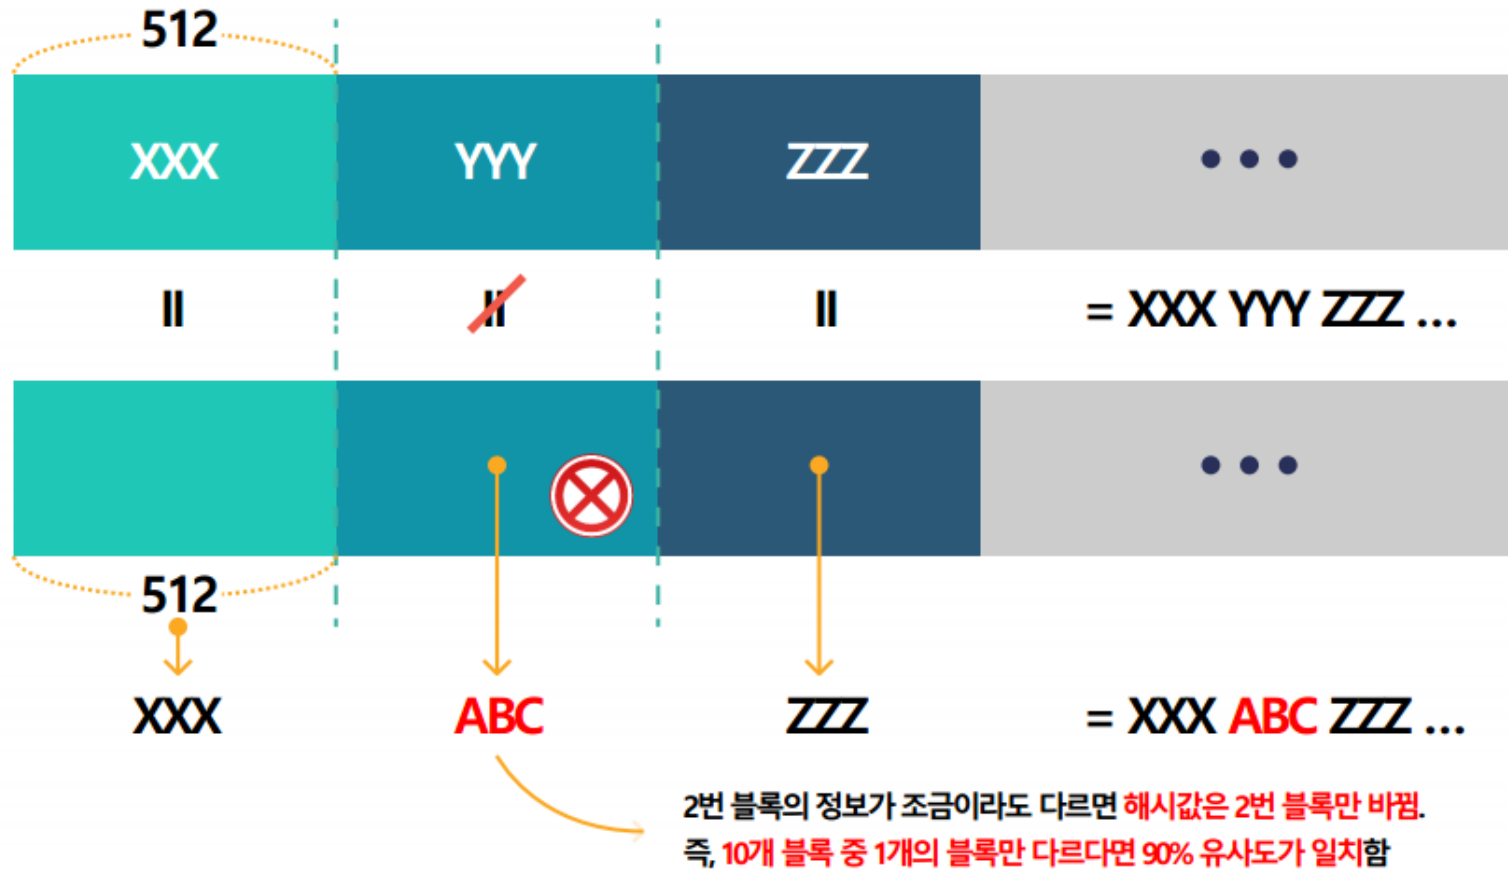 512
XXX YYY ZZZ •••
II II II = XXX YYY ZZZ ...
•••
512
XXX ABC ZZZ = XXX ABC ZZZ ...
2번 블록의 정보가 조금이라도 다르면 해시값은 2번 블록만 바뀜.
즉, 10개 블록 중 1개의 블록만 다르다면 90% 유사도가 일치함